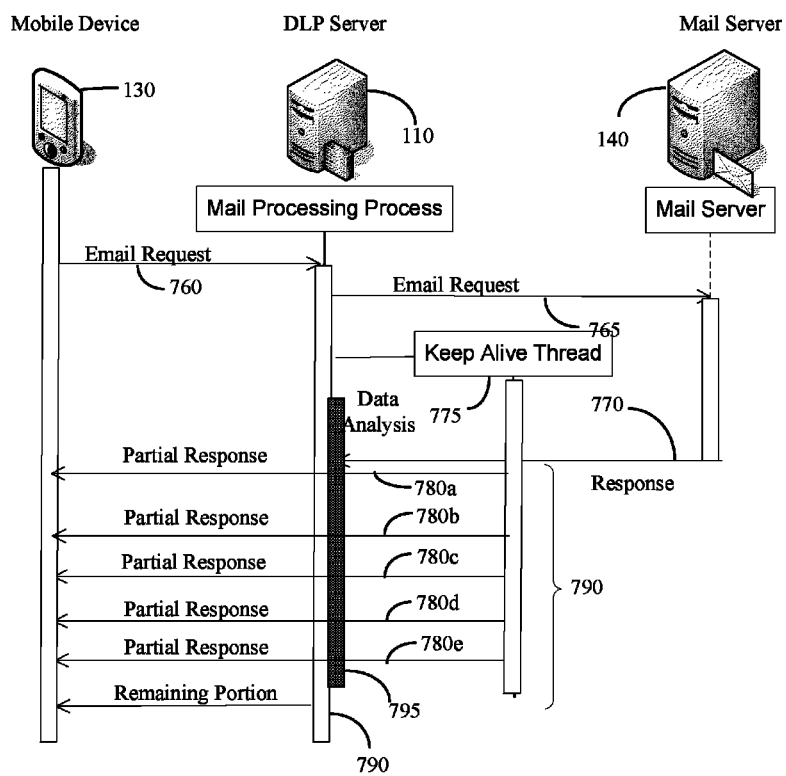 Mobile Device
DLP Server
Mail Server
130
110
140
Mail Processing Process
Mail Server
Email Request
760
Email Request
765
Keep Alive Thread
775
770
Data
Analysis
Partial Response
780a
Response
Partial Response
780b
Partial Response
780c
790
Partial Response
780d
Partial Response
780e
Remaining Portion
795
790